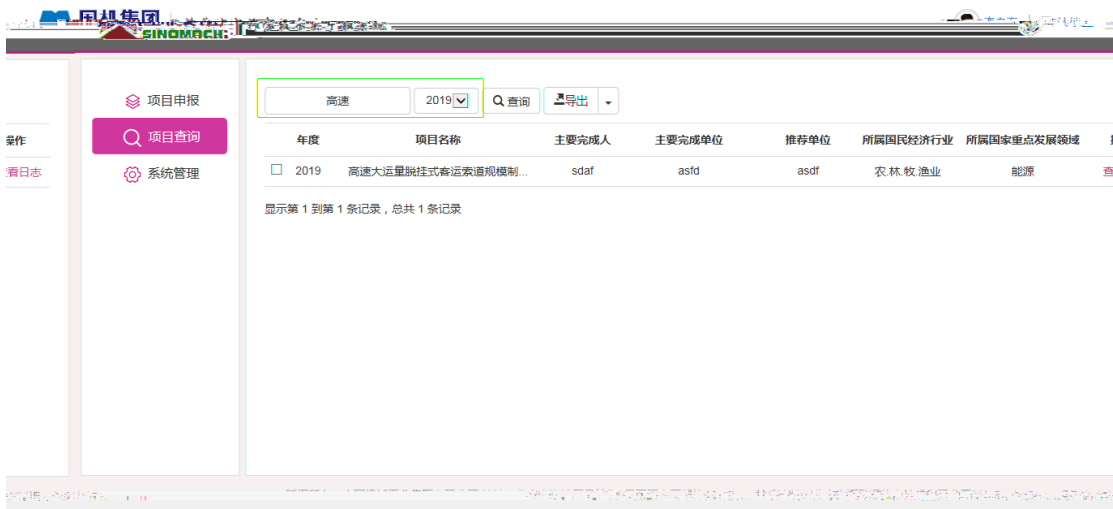 国机集团
SINOMACH
项目申报
项目查询
系统管理
操作
查看日志
高速 2019 查询 导出
年度 项目名称 主要完成人 主要完成单位 推荐单位 所属国民经济行业 所属国家重点发展领域
2019 高速大运量脱挂式客运索道规模制... sdaf asfd asdf 农.林.牧.渔业 能源 查
显示第 1 到第 1 条记录，总共 1 条记录